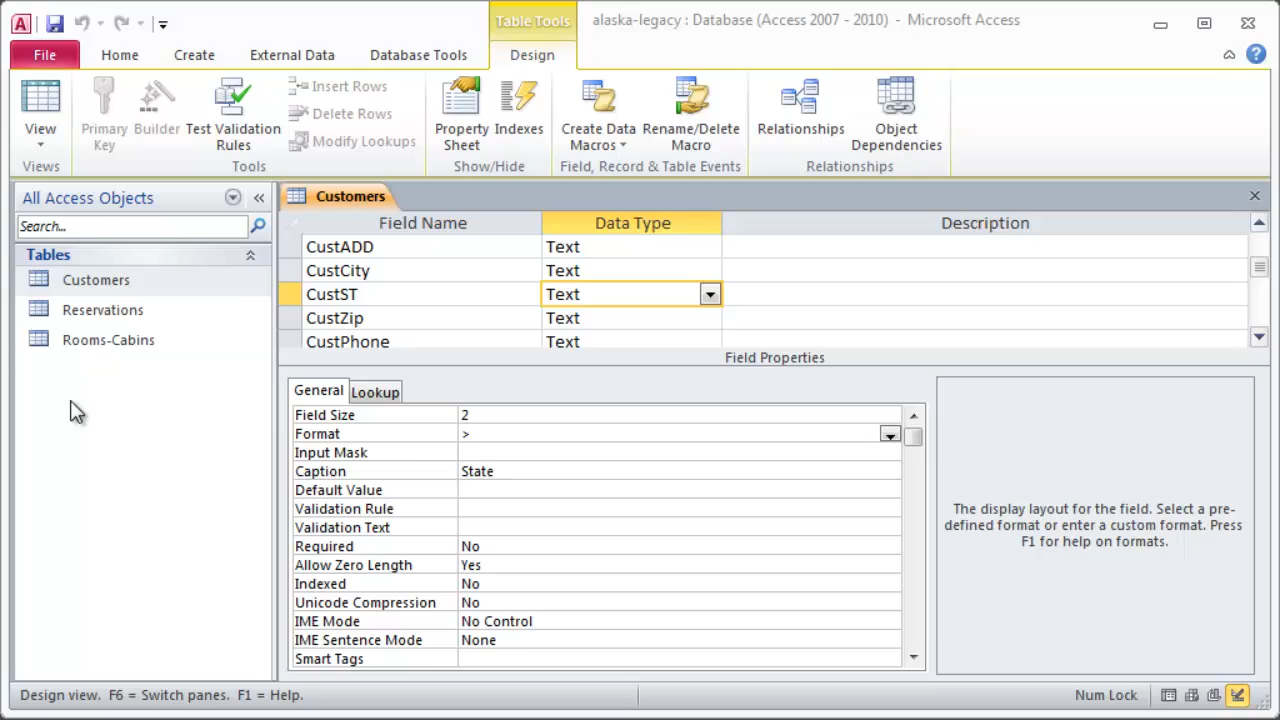 Table Tools
alaska-legacy : Database (Access 2007 - 2010) - Microsoft Access
File Home Create External Data Database Tools Design
View
Primary Key
Builder
Test Validation Rules
Insert Rows
Delete Rows
Modify Lookups
Property Sheet
Indexes
Create Data Macros
Rename/Delete Macro
Relationships
Object Dependencies
Views Tools Show/Hide Field, Record & Table Events Relationships
All Access Objects
Search...
Tables
Customers
Reservations
Rooms-Cabins
Customers
Field Name Data Type Description
CustADD Text
CustCity Text
CustST Text
CustZip Text
CustPhone Text
Field Properties
General Lookup
Field Size 2
Format >
Input Mask
Caption State
Default Value
Validation Rule
Validation Text
Required No
Allow Zero Length Yes
Indexed No
Unicode Compression No
IME Mode No Control
IME Sentence Mode None
Smart Tags
The display layout for the field. Select a pre-
defined format or enter a custom format. Press
F1 for help on formats.
Design view. F6 = Switch panes. F1 = Help.
Num Lock